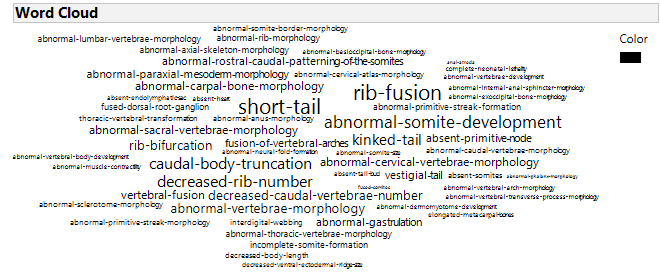 Word Cloud
Color
abnormal-somite-border-morphology
abnormal-lumbar-vertebrae-morphology
abnormal-rib-morphology
abnormal-axial-skeleton-morphology
abnormal-basioccipital-bone-morphology
abnormal-rostral-caudal-patterning-of-the-somites
anal-atresia
complete-neonatal-lethality
abnormal-paraxial-mesoderm-morphology
abnormal-cervical-atlas-morphology
abnormal-vertebrae-development
abnormal-carpal-bone-morphology
rib-fusion
abnormal-internal-anal-sphincter-morphology
absent-endolymphatic-sac
absent-heart
abnormal-exoccipital-bone-morphology
fused-dorsal-root-ganglion
short-tail
abnormal-primitive-streak-formation
thoracic-vertebral-transformation
abnormal-anus-morphology
abnormal-somite-development
abnormal-sacral-vertebrae-morphology
rib-bifurcation
fusion-of-vertebral-arches
kinked-tail
absent-primitive-node
abnormal-neural-fold-formation
abnormal-somite-size
abnormal-caudal-vertebrae-morphology
abnormal-vertebral-body-development
abnormal-muscle-contractility
caudal-body-truncation
abnormal-cervical-vertebrae-morphology
absent-tail-bud
vestigial-tail
absent-somites
abnormal-phalanx-morphology
decreased-rib-number
fused-somites
abnormal-vertebral-arch-morphology
vertebral-fusion
decreased-caudal-vertebrae-number
abnormal-vertebral-transverse-process-morphology
abnormal-sclerotome-morphology
abnormal-vertebrae-morphology
abnormal-dermomyotome-development
elongated-metacarpal-bones
abnormal-primitive-streak-morphology
interdigital-webbing
abnormal-gastrulation
abnormal-thoracic-vertebrae-morphology
incomplete-somite-formation
decreased-body-length
decreased-ventral-ectodermal-ridge-size